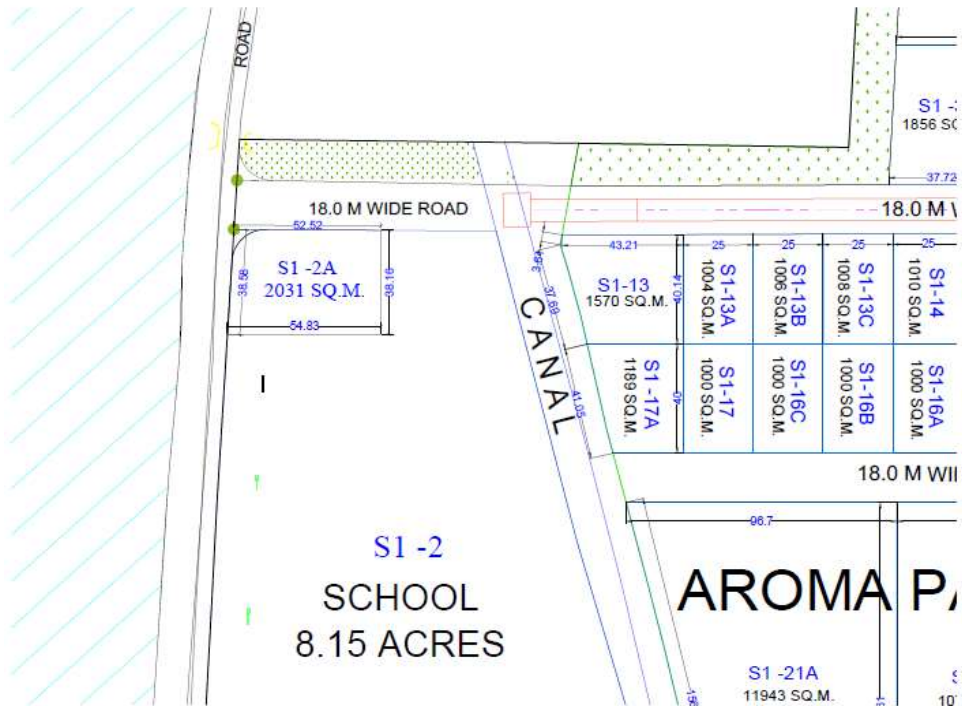 ROAD
S1 -
1856 SQ
37.72
18.0 M WIDE ROAD
18.0 M W
52.52
43.21
25
25
25
25
S1 -2A
2031 SQ.M.
38.58
38.16
54.83
S1-13
1570 SQ.M.
40.14
S1-13A
1004 SQ.M.
S1-13B
1006 SQ.M.
S1-13C
1008 SQ.M.
S1-14
1010 SQ.M.
37.69
CANAL
41.05
I
S1 -17A
1189 SQ.M.
40
S1-17
1000 SQ.M.
S1-16C
1000 SQ.M.
S1-16B
1000 SQ.M.
S1-16A
1000 SQ.M.
18.0 M WI
96.7
S1 -2
SCHOOL
8.15 ACRES
AROMA PA
S1 -21A
11943 SQ.M.
S
10